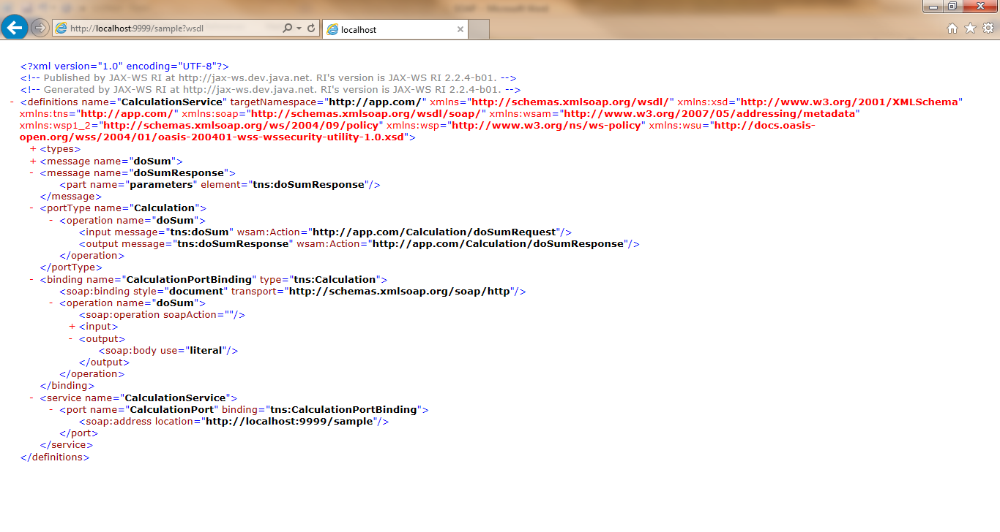 http://localhost:9999/sample?wsdl
localhost
<?xml version="1.0" encoding="UTF-8"?>
<!-- Published by JAX-WS RI at http://jax-ws.dev.java.net. RI's version is JAX-WS RI 2.2.4-b01. -->
<!-- Generated by JAX-WS RI at http://jax-ws.dev.java.net. RI's version is JAX-WS RI 2.2.4-b01. -->
- <definitions name="CalculationService" targetNamespace="http://app.com/" xmlns="http://schemas.xmlsoap.org/wsdl/" xmlns:xsd="http://www.w3.org/2001/XMLSchema"
xmlns:tns="http://app.com/" xmlns:soap="http://schemas.xmlsoap.org/wsdl/soap/" xmlns:wsam="http://www.w3.org/2007/05/addressing/metadata"
xmlns:wsp1_2="http://schemas.xmlsoap.org/ws/2004/09/policy" xmlns:wsp="http://www.w3.org/ns/ws-policy" xmlns:wsu="http://docs.oasis-
open.org/wss/2004/01/oasis-200401-wss-wssecurity-utility-1.0.xsd">
+ <types>
+ <message name="doSum">
- <message name="doSumResponse">
<part name="parameters" element="tns:doSumResponse"/>
</message>
- <portType name="Calculation">
- <operation name="doSum">
<input message="tns:doSum" wsam:Action="http://app.com/Calculation/doSumRequest"/>
<output message="tns:doSumResponse" wsam:Action="http://app.com/Calculation/doSumResponse"/>
</operation>
</portType>
- <binding name="CalculationPortBinding" type="tns:Calculation">
<soap:binding style="document" transport="http://schemas.xmlsoap.org/soap/http"/>
- <operation name="doSum">
<soap:operation soapAction=""/>
+ <input>
- <output>
<soap:body use="literal"/>
</output>
</operation>
</binding>
- <service name="CalculationService">
- <port name="CalculationPort" binding="tns:CalculationPortBinding">
<soap:address location="http://localhost:9999/sample"/>
</port>
</service>
</definitions>